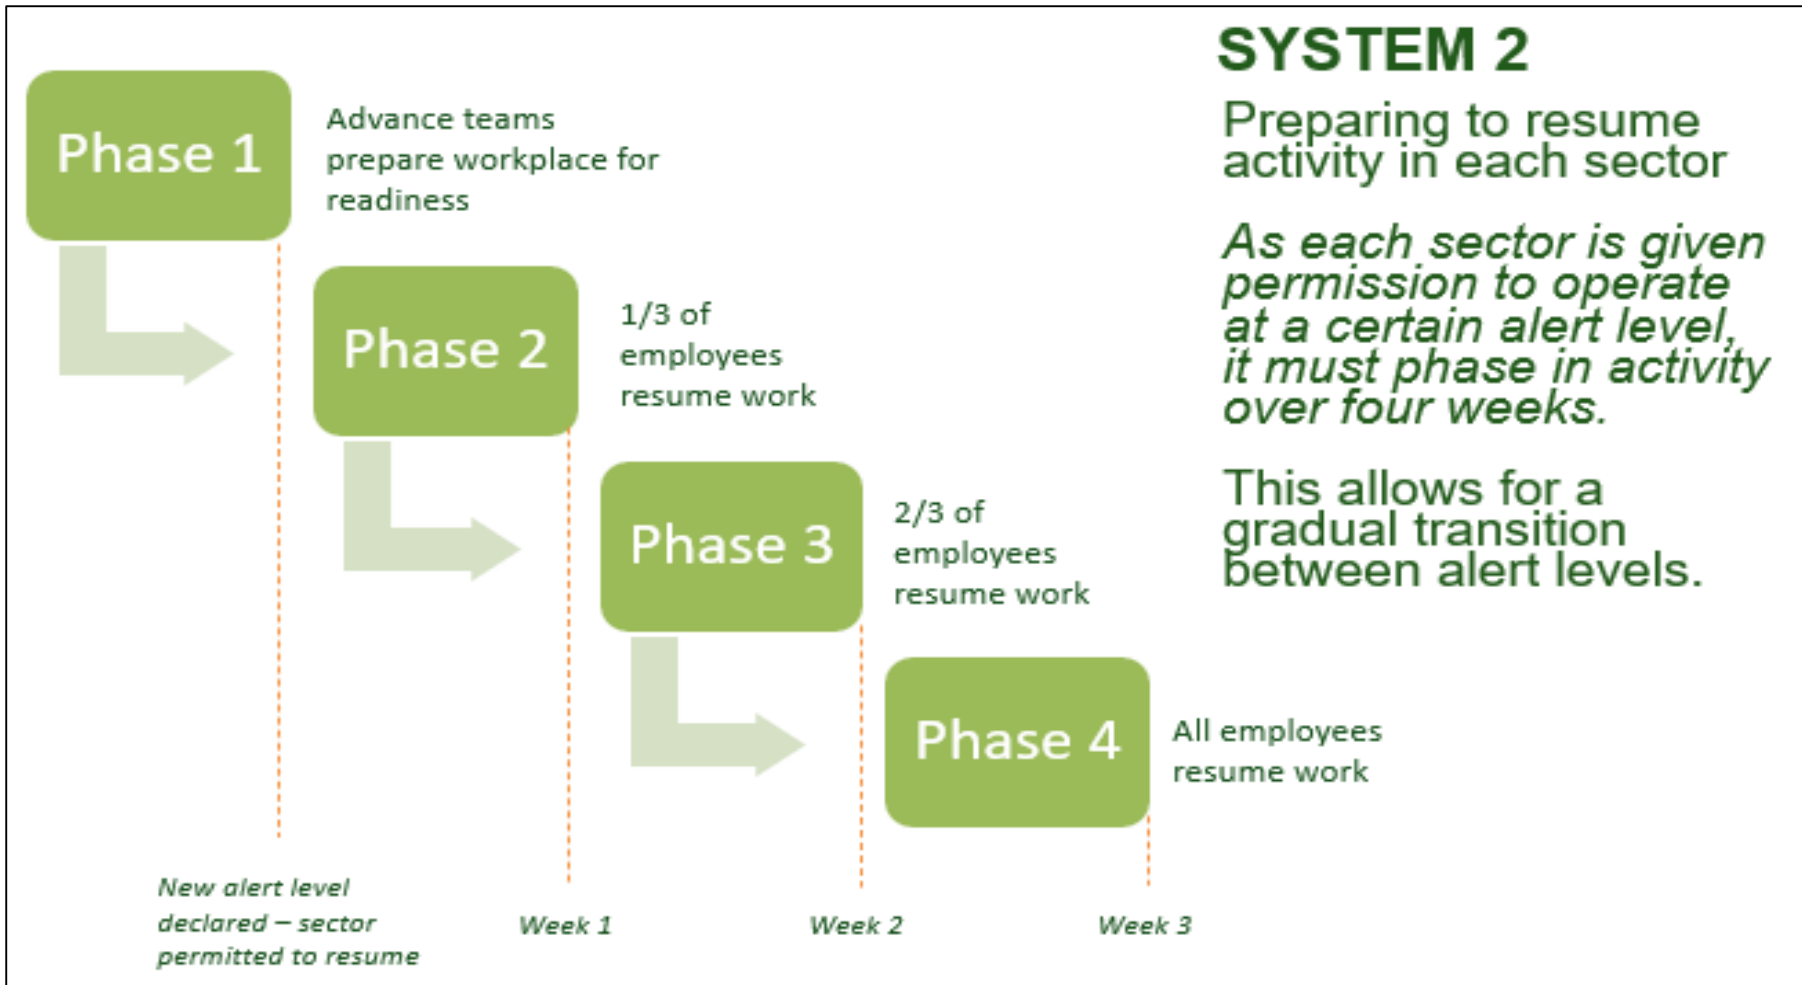 SYSTEM 2
Preparing to resume
activity in each sector
As each sector is given
permission to operate
at a certain alert level,
it must phase in activity
over four weeks.
This allows for a
gradual transition
between alert levels.
Phase 1
Advance teams
prepare workplace for
readiness
Phase 2
1/3 of
employees
resume work
Phase 3
2/3 of
employees
resume work
Phase 4
All employees
resume work
New alert level
declared – sector
permitted to resume
Week 1
Week 2
Week 3